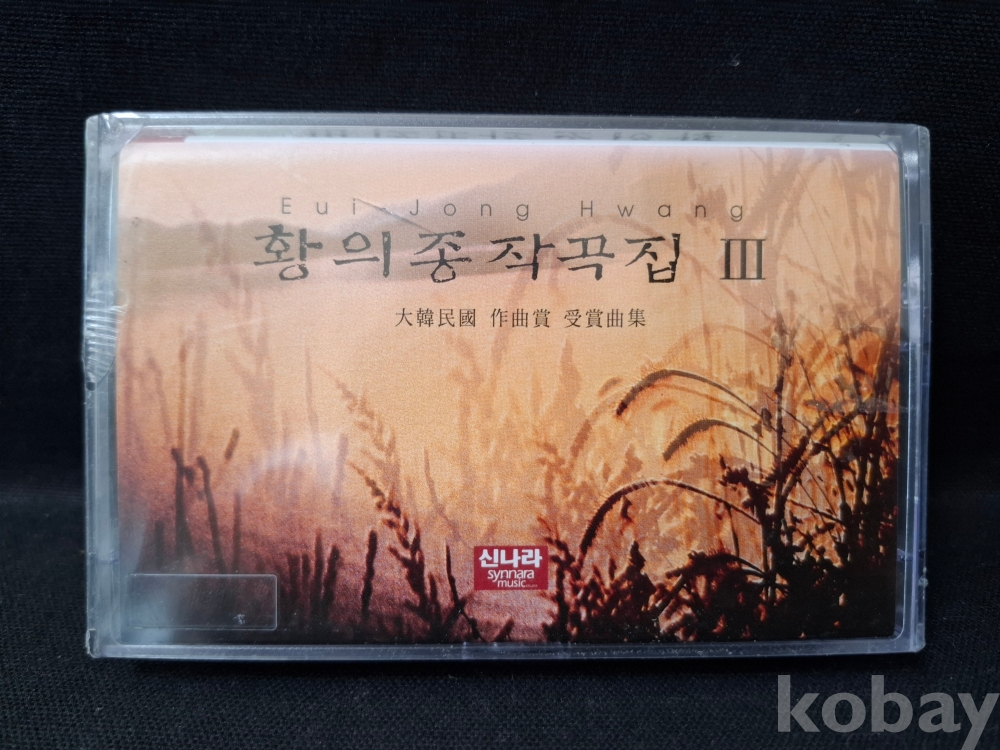 Eui-Jong Hwang
황의종작곡집 III
大韓民國 作曲賞 受賞曲集
신나라
synnara
music
kobay